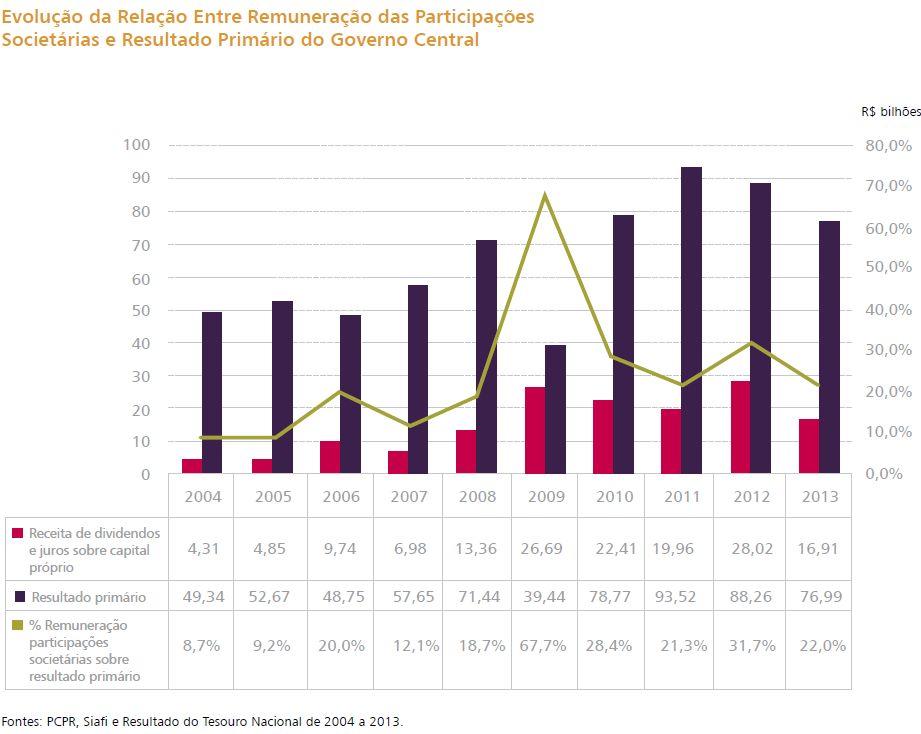 Evolução da Relação Entre Remuneração das Participações
Societárias e Resultado Primário do Governo Central
R$ bilhões
100
90
80
70
60
50
40
30
20
10
0
80,0%
70,0%
60,0%
50,0%
40,0%
30,0%
20,0%
10,0%
0,0%
2004 2005 2006 2007 2008 2009 2010 2011 2012 2013
Receita de dividendos
e juros sobre capital
próprio
4,31 4,85 9,74 6,98 13,36 26,69 22,41 19,96 28,02 16,91
Resultado primário 49,34 52,67 48,75 57,65 71,44 39,44 78,77 93,52 88,26 76,99
% Remuneração
participações
societárias sobre
resultado primário
8,7% 9,2% 20,0% 12,1% 18,7% 67,7% 28,4% 21,3% 31,7% 22,0%
Fontes: PCPR, Siafi e Resultado do Tesouro Nacional de 2004 a 2013.